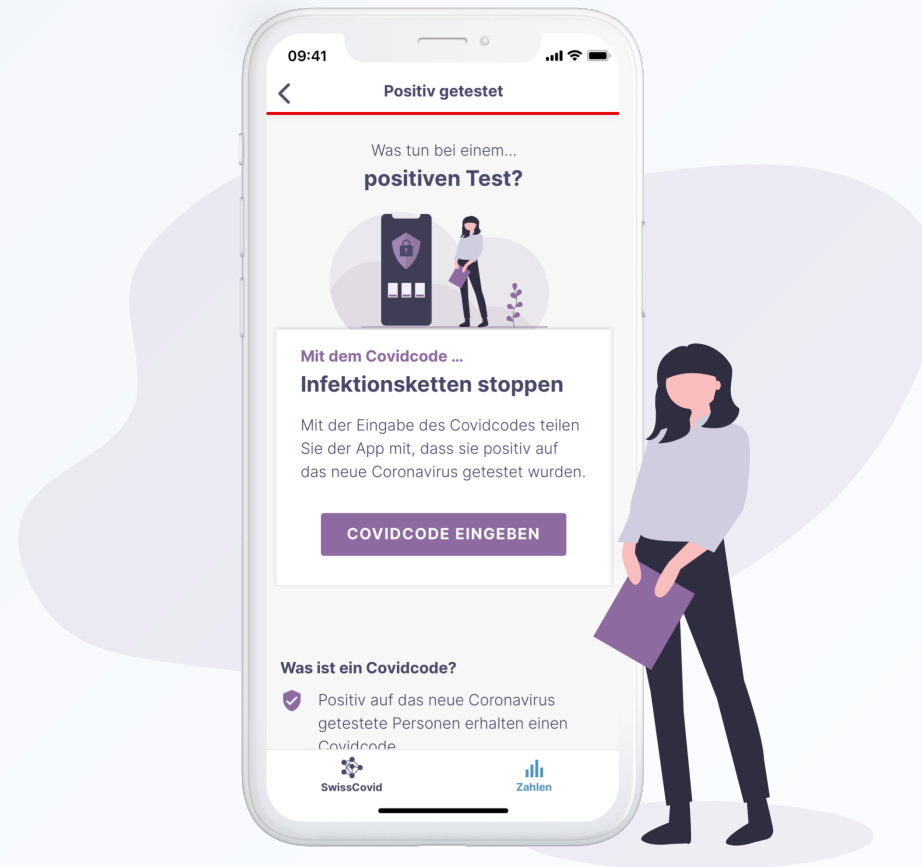 09:41
Positiv getestet
Was tun bei einem...
positiven Test?
Mit dem Covidcode ...
Infektionsketten stoppen
Mit der Eingabe des Covidcodes teilen
Sie der App mit, dass sie positiv auf
das neue Coronavirus getestet wurden.
COVIDCODE EINGEBEN
Was ist ein Covidcode?
Positiv auf das neue Coronavirus
getestete Personen erhalten einen
Covidcode
SwissCovid
Zahlen